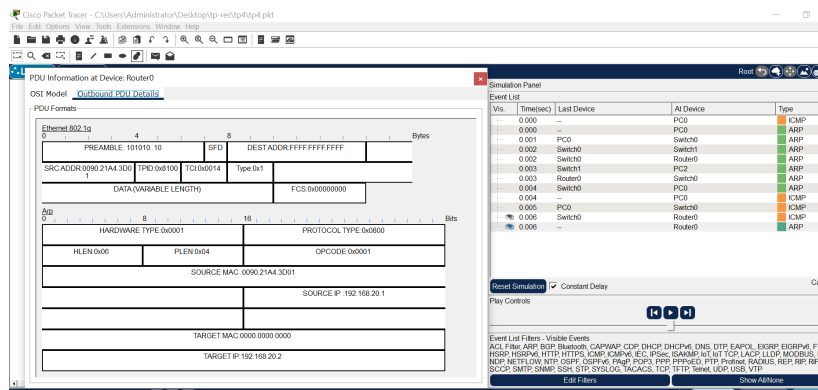 Cisco Packet Tracer - C:\Users\Administrator\Desktop\tp-res\tp4\tp4.pkt
File Edit Options View Tools Extensions Window Help
Root
PDU Information at Device: Router0
OSI Model Outbound PDU Details
PDU Formats
Ethernet 802.1q
0 4 8 Bytes
PREAMBLE: 101010..10 SFD DEST ADDR:FFFF.FFFF.FFFF
SRC ADDR:0090.21A4.3D0
1 TPID:0x8100 TCI:0x0014 Type:0x1
DATA (VARIABLE LENGTH) FCS:0x00000000
Arp
0 8 16 Bits
HARDWARE TYPE:0x0001 PROTOCOL TYPE:0x0800
HLEN:0x06 PLEN:0x04 OPCODE:0x0001
SOURCE MAC :0090.21A4.3D01
SOURCE IP :192.168.20.1
TARGET MAC:0000.0000.0000
TARGET IP:192.168.20.2
Simulation Panel
Event List
Vis. Time(sec) Last Device At Device Type
0.000 -- PC0 ICMP
0.000 -- PC0 ARP
0.001 PC0 Switch0 ARP
0.002 Switch0 Switch1 ARP
0.002 Switch0 Router0 ARP
0.003 Switch1 PC2 ARP
0.003 Router0 Switch0 ARP
0.004 Switch0 PC0 ARP
0.004 -- PC0 ICMP
0.005 PC0 Switch0 ICMP
0.006 Switch0 Router0 ICMP
0.006 -- Router0 ARP
Reset Simulation Constant Delay
Play Controls
Event List Filters - Visible Events
ACL Filter, ARP, BGP, Bluetooth, CAPWAP, CDP, DHCP, DHCPv6, DNS, DTP, EAPOL, EIGRP, EIGRPv6, F
HSRP, HSRPv6, HTTP, HTTPS, ICMP, ICMPv6, IEC, IPSec, ISAKMP, IoT, IoT TCP, LACP, LLDP, MODBUS,
NDP, NETFLOW, NTP, OSPF, OSPFv6, PAgP, POP3, PPP, PPPoED, PTP, Profinet, RADIUS, REP, RIP, RIF
SCCP, SMTP, SNMP, SSH, STP, SYSLOG, TACACS, TCP, TFTP, Telnet, UDP, USB, VTP
Edit Filters Show All/None